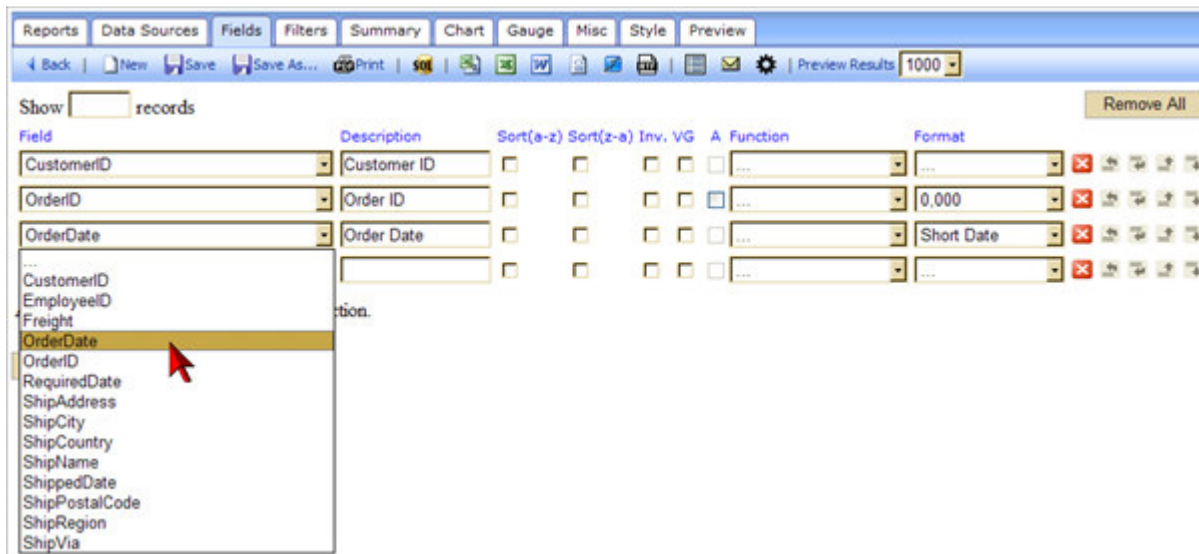 Reports Data Sources Fields Filters Summary Chart Gauge Misc Style Preview
Back | New Save Save As... Print | SQL | | Preview Results 1000
Show records Remove All
Field Description Sort(a-z) Sort(z-a) Inv. VG A Function Format
CustomerID Customer ID ... ...
OrderID Order ID ... 0,000
OrderDate Order Date ... Short Date
... ... ...
CustomerID
EmployeeID
Freight
OrderDate
OrderID
RequiredDate
ShipAddress
ShipCity
ShipCountry
ShipName
ShippedDate
ShipPostalCode
ShipRegion
ShipVia